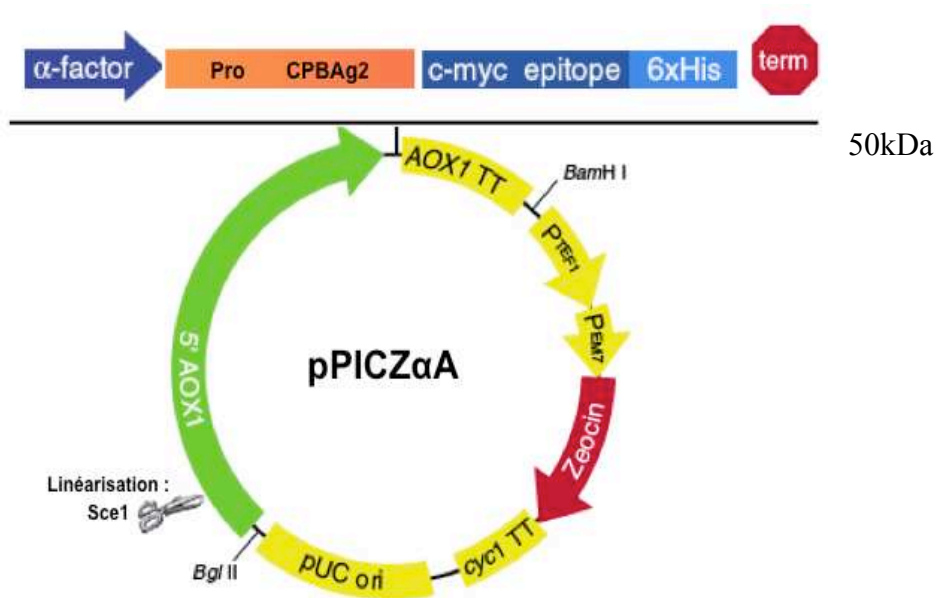 α-factor Pro CPBAg2 c-myc epitope 6xHis term
50kDa
AOX1 TT
BamH I
PTEF1
PEM7
5' AOX1
pPICZαA
Zeocin
Linéarisation :
Sce1
Bgl II
pUC ori
cyc1 TT